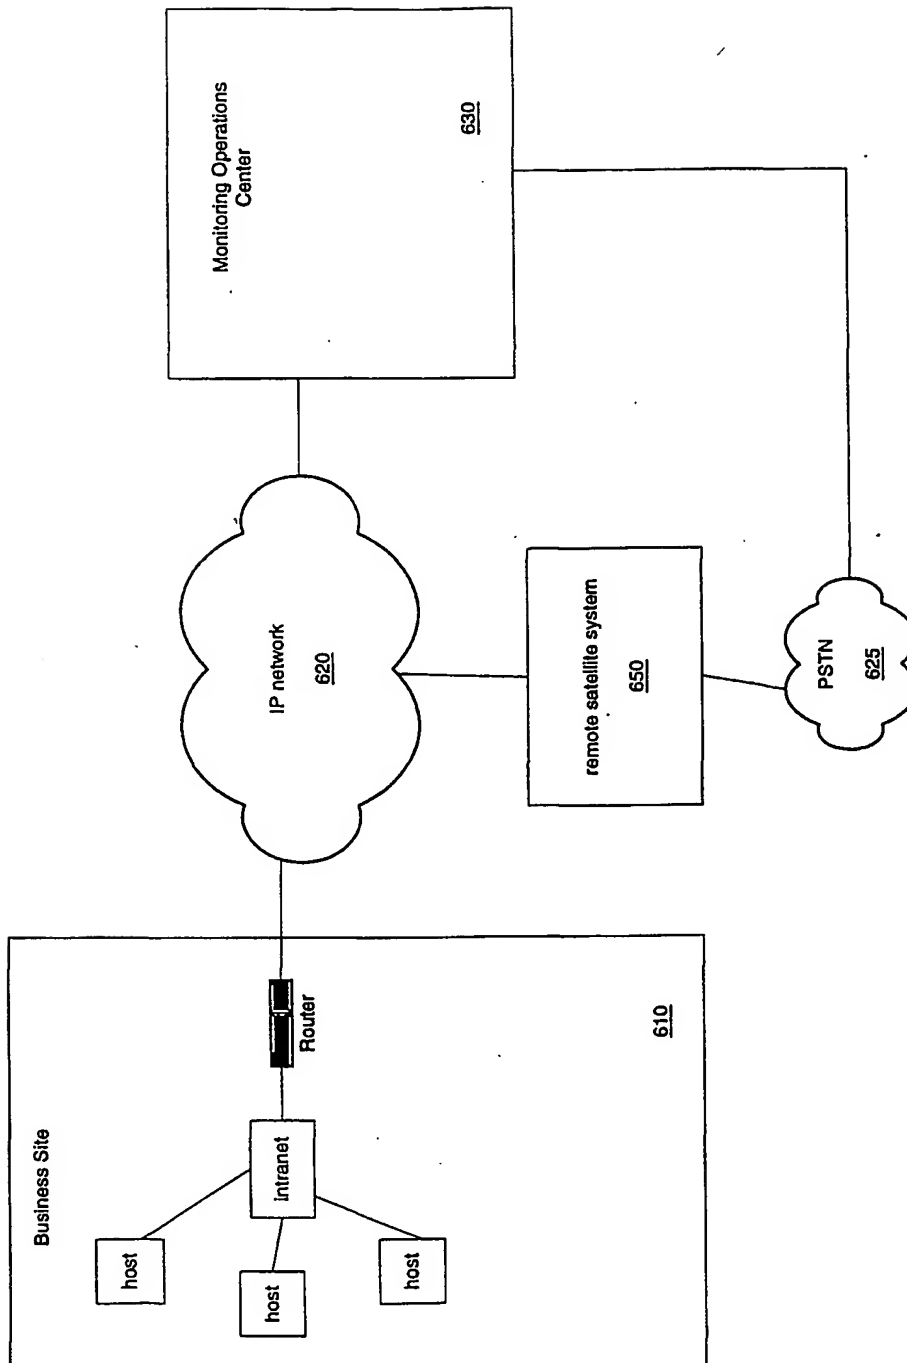 Business Site
host
host
host
intranet
Router
610
IP network
620
remote satellite system
650
PSTN
625
Monitoring Operations
Center
630